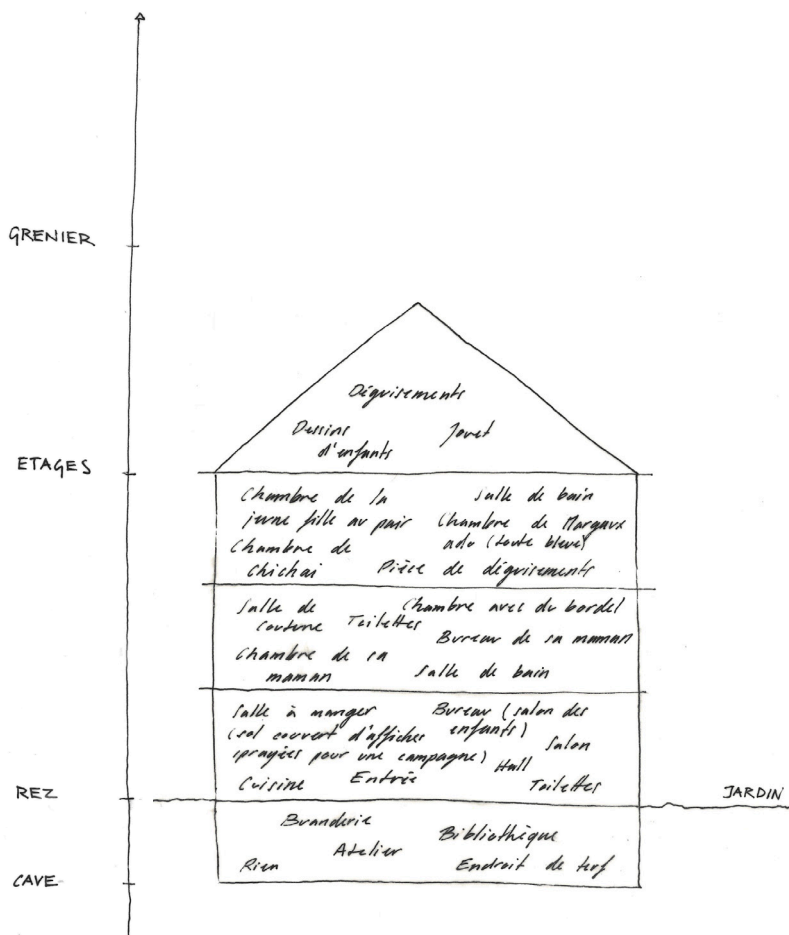 GRENIER
Déguisements
Dessins
d'enfants
Jouet
ETAGES
Chambre de la
jeune fille au pair
Salle de bain
Chambre de Margaux
ado (toute bleue)
Chambre de
Chichai
Pièce de déguisements
Salle de
couture
Toilettes
Chambre avec du bordel
Bureau de sa maman
Chambre de sa
maman
Salle de bain
Salle à manger
(sol couvert d'affiches
sprayées pour une campagne)
Bureau (salon des
enfants)
Salon
Hall
Cuisine
Entrée
Toilettes
REZ
JARDIN
Buanderie
Bibliothèque
Atelier
Rien
Endroit de terf
CAVE